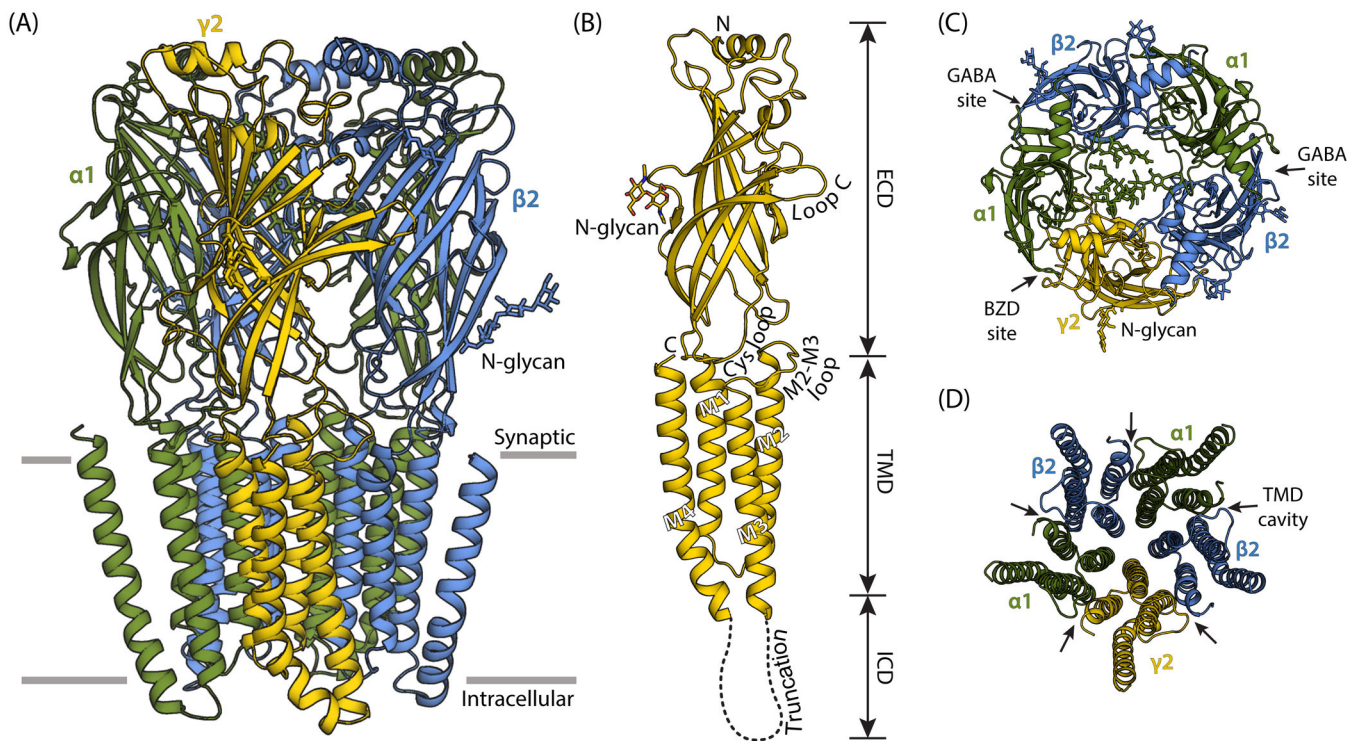 (A)
γ2
α1
β2
N-glycan
Synaptic
Intracellular
(B)
N
N-glycan
Loop C
C
Cys loop
M2-M3
loop
M1
M2
M4
M3
Truncation
ECD
TMD
ICD
(C)
β2
α1
GABA
site
GABA
site
α1
β2
BZD
site
γ2
N-glycan
(D)
α1
β2
TMD
cavity
β2
α1
γ2